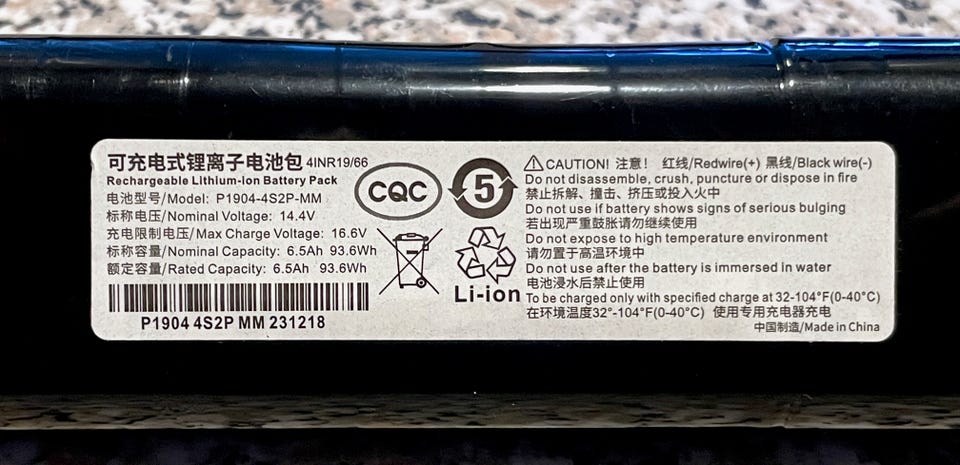 可充电式锂离子电池包 4INR19/66
Rechargeable Lithium-ion Battery Pack
电池型号/Model: P1904-4S2P-MM
标称电压/Nominal Voltage: 14.4V
充电限制电压/Max Charge Voltage: 16.6V
标称容量/Nominal Capacity: 6.5Ah 93.6Wh
额定容量/Rated Capacity: 6.5Ah 93.6Wh
P1904 4S2P MM 231218
CQC
5
Li-ion
CAUTION! 注意! 红线/Redwire(+) 黑线/Black wire(-)
Do not disassemble, crush, puncture or dispose in fire
禁止拆解、撞击、挤压或投入火中
Do not use if battery shows signs of serious bulging
若出现严重鼓胀请勿继续使用
Do not expose to high temperature environment
请勿置于高温环境中
Do not use after the battery is immersed in water
电池浸水后禁止使用
To be charged only with specified charge at 32-104°F(0-40°C)
在环境温度32°-104°F(0-40°C) 使用专用充电器充电
中国制造/Made in China